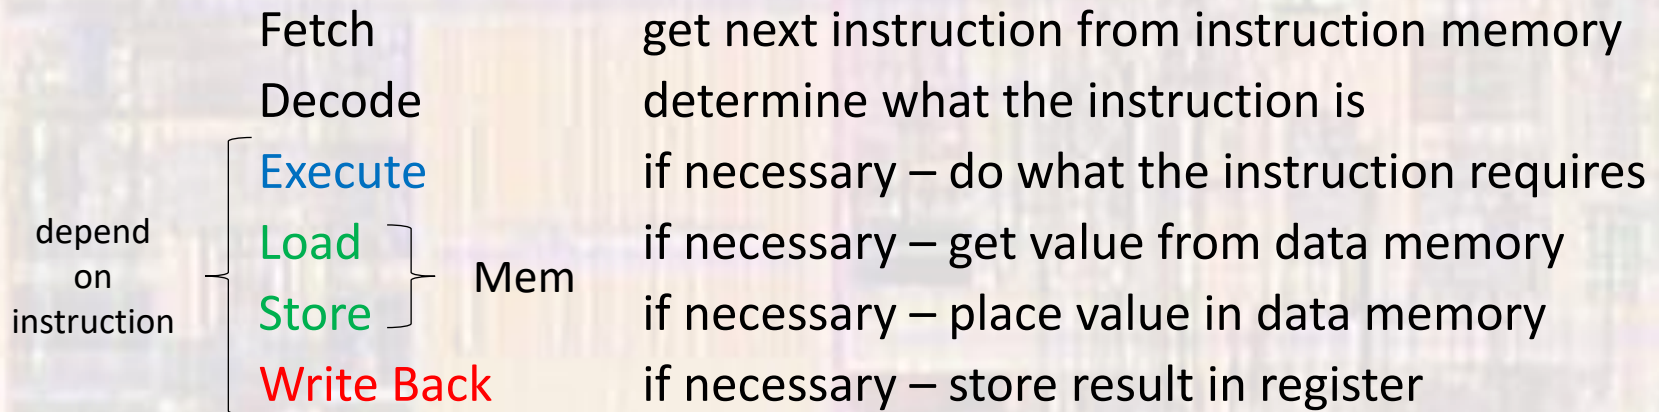 Fetch get next instruction from instruction memory
Decode determine what the instruction is
Execute if necessary – do what the instruction requires
depend
on
instruction
Load if necessary – get value from data memory
Mem
Store if necessary – place value in data memory
Write Back if necessary – store result in register